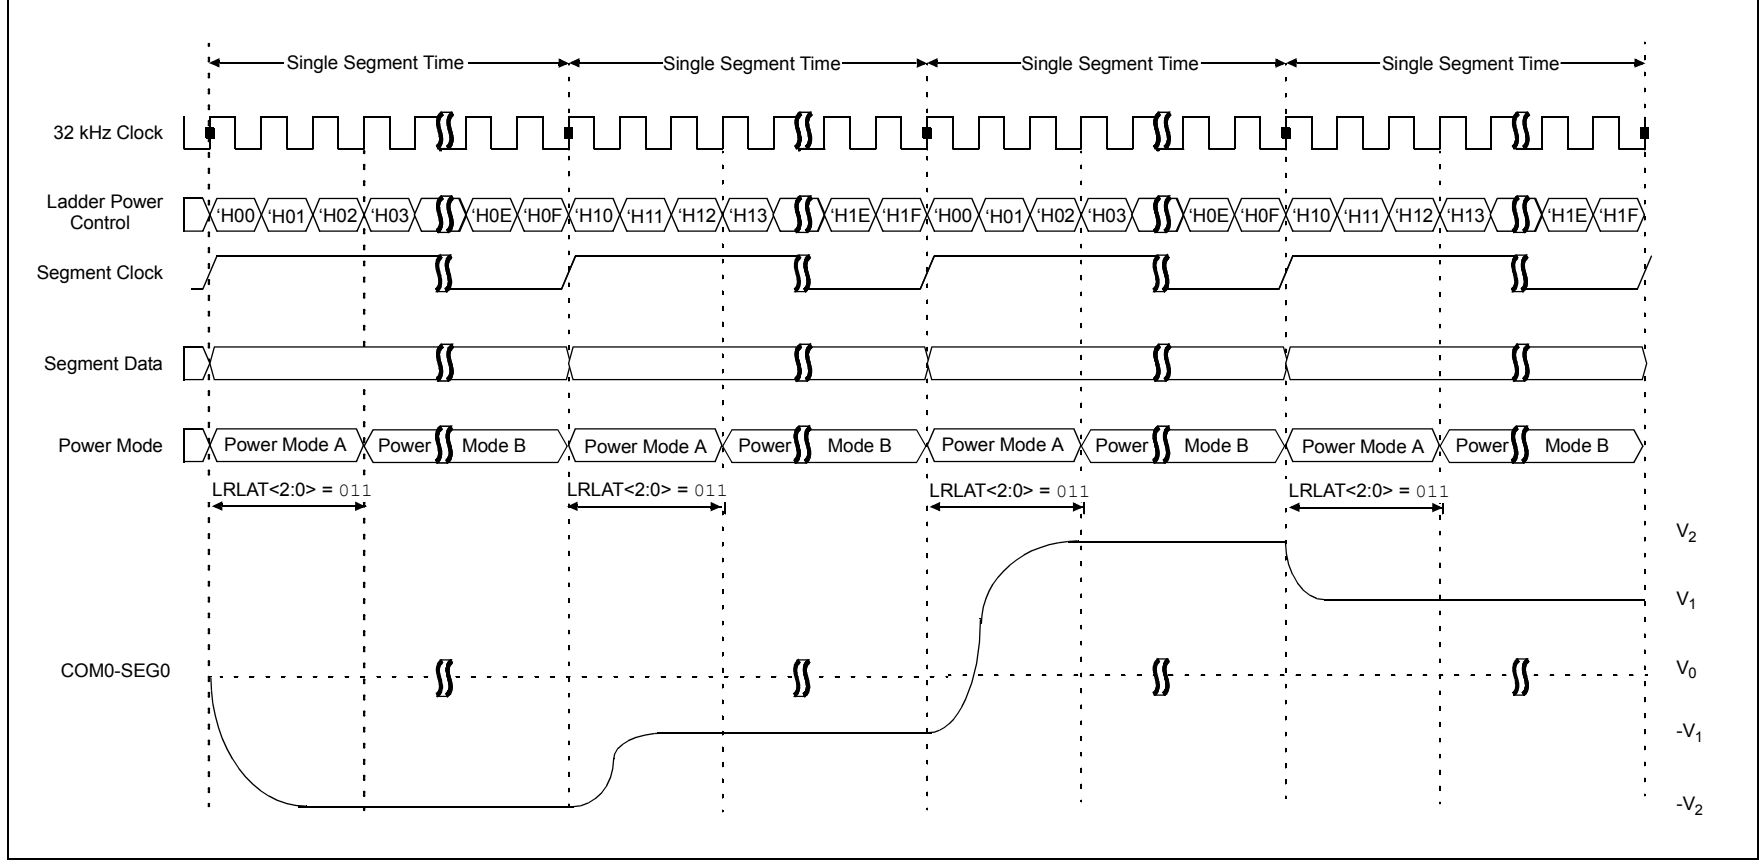 Single Segment Time Single Segment Time Single Segment Time Single Segment Time
32 kHz Clock
Ladder Power
Control
‘H00 ‘H01 ‘H02 ‘H03 ‘H0E ‘H0F ‘H10 ‘H11 ‘H12 ‘H13 ‘H1E ‘H1F ‘H00 ‘H01 ‘H02 ‘H03 ‘H0E ‘H0F ‘H10 ‘H11 ‘H12 ‘H13 ‘H1E ‘H1F
Segment Clock
Segment Data
Power Mode Power Mode A Power Mode B Power Mode A Power Mode B Power Mode A Power Mode B Power Mode A Power Mode B
LRLAT<2:0> = 011 LRLAT<2:0> = 011 LRLAT<2:0> = 011 LRLAT<2:0> = 011
V2
V1
COM0-SEG0 V0
-V1
-V2